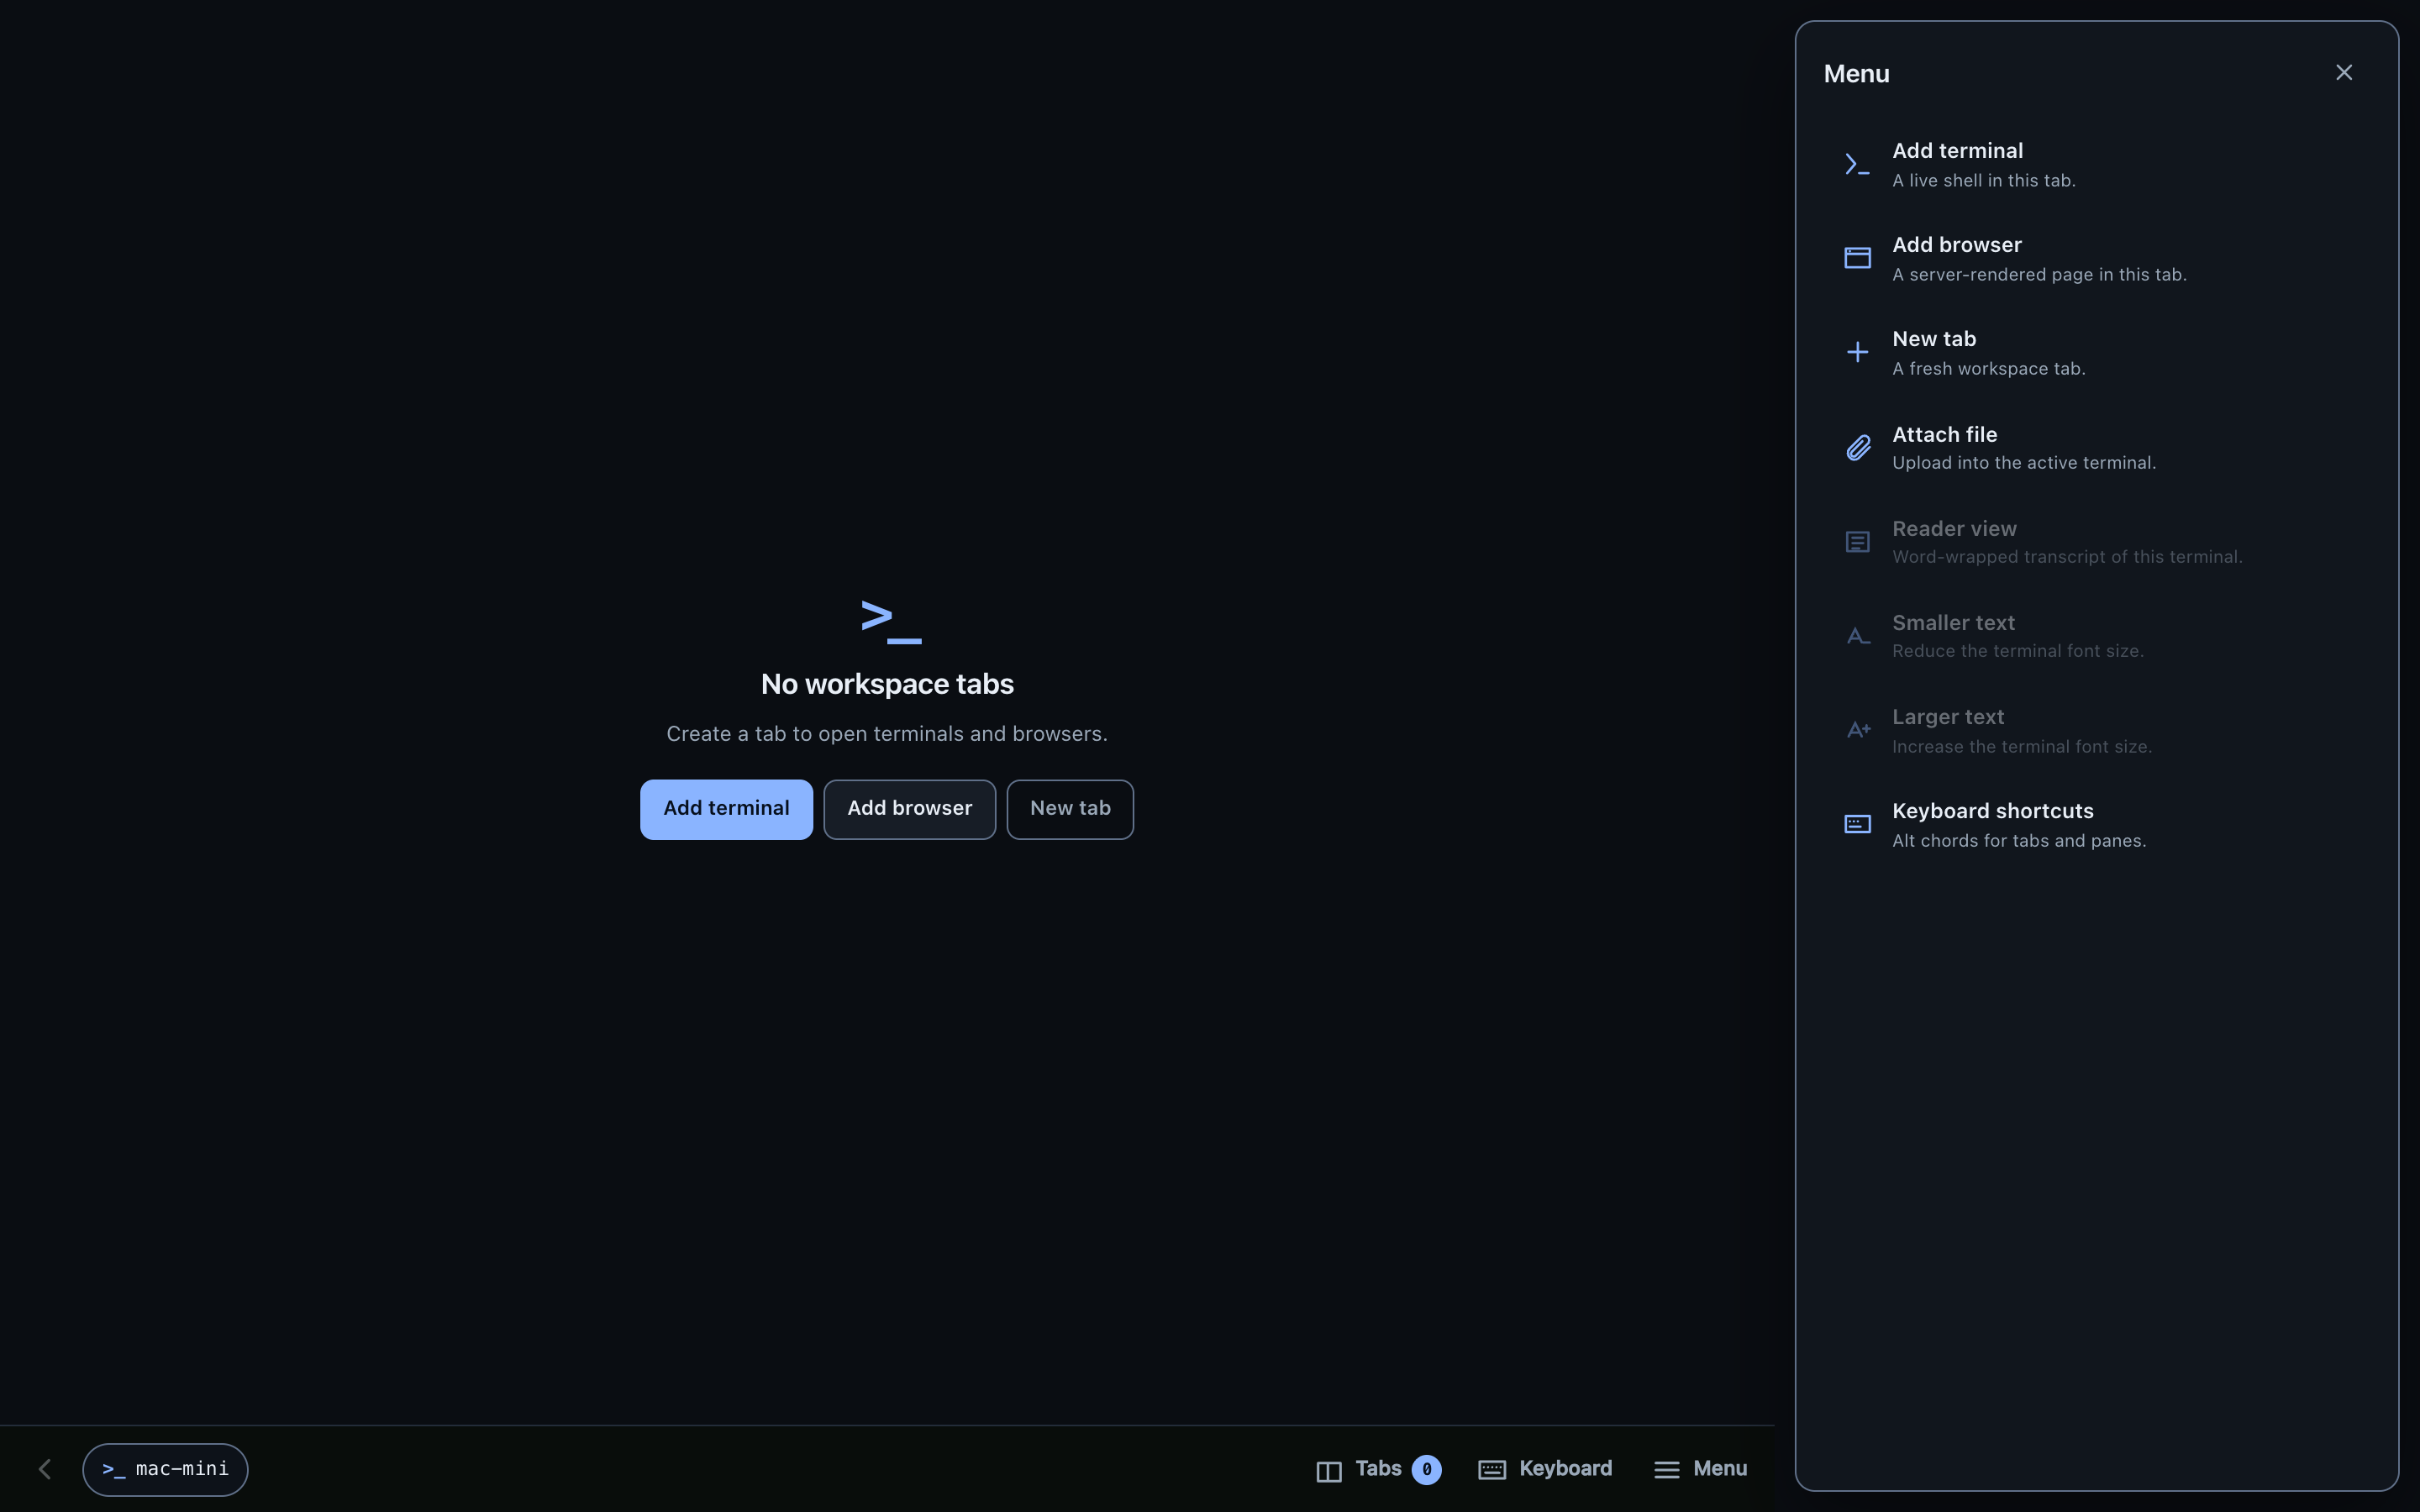 >_
No workspace tabs
Create a tab to open terminals and browsers.
Add terminal
Add browser
New tab
>_ mac-mini
Tabs 0
Keyboard
Menu
Menu
Add terminal
A live shell in this tab.
Add browser
A server-rendered page in this tab.
New tab
A fresh workspace tab.
Attach file
Upload into the active terminal.
Reader view
Word-wrapped transcript of this terminal.
Smaller text
Reduce the terminal font size.
Larger text
Increase the terminal font size.
Keyboard shortcuts
Alt chords for tabs and panes.